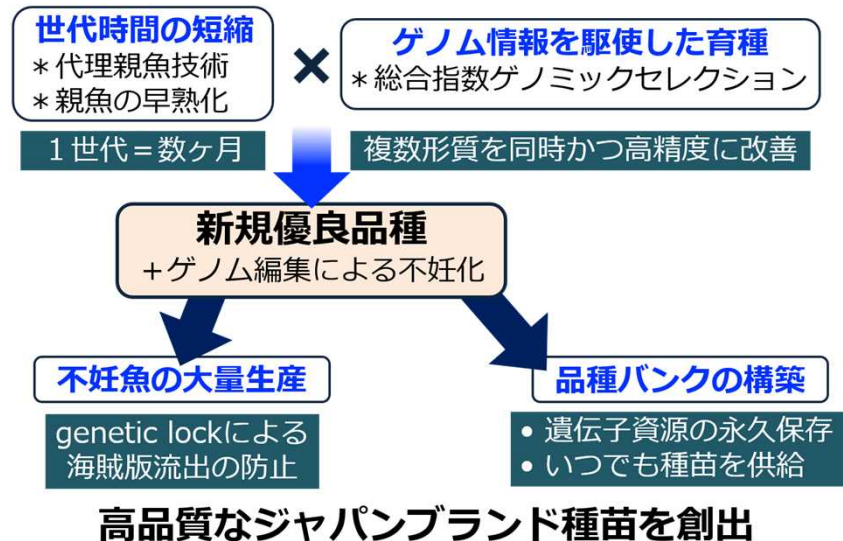 世代時間の短縮
＊代理親魚技術
＊親魚の早熟化
×
ゲノム情報を駆使した育種
＊総合指数ゲノミックセレクション
１世代＝数ヶ月
複数形質を同時かつ高精度に改善
新規優良品種
＋ゲノム編集による不妊化
不妊魚の大量生産
genetic lockによる
海賊版流出の防止
品種バンクの構築
• 遺伝子資源の永久保存
• いつでも種苗を供給
高品質なジャパンブランド種苗を創出